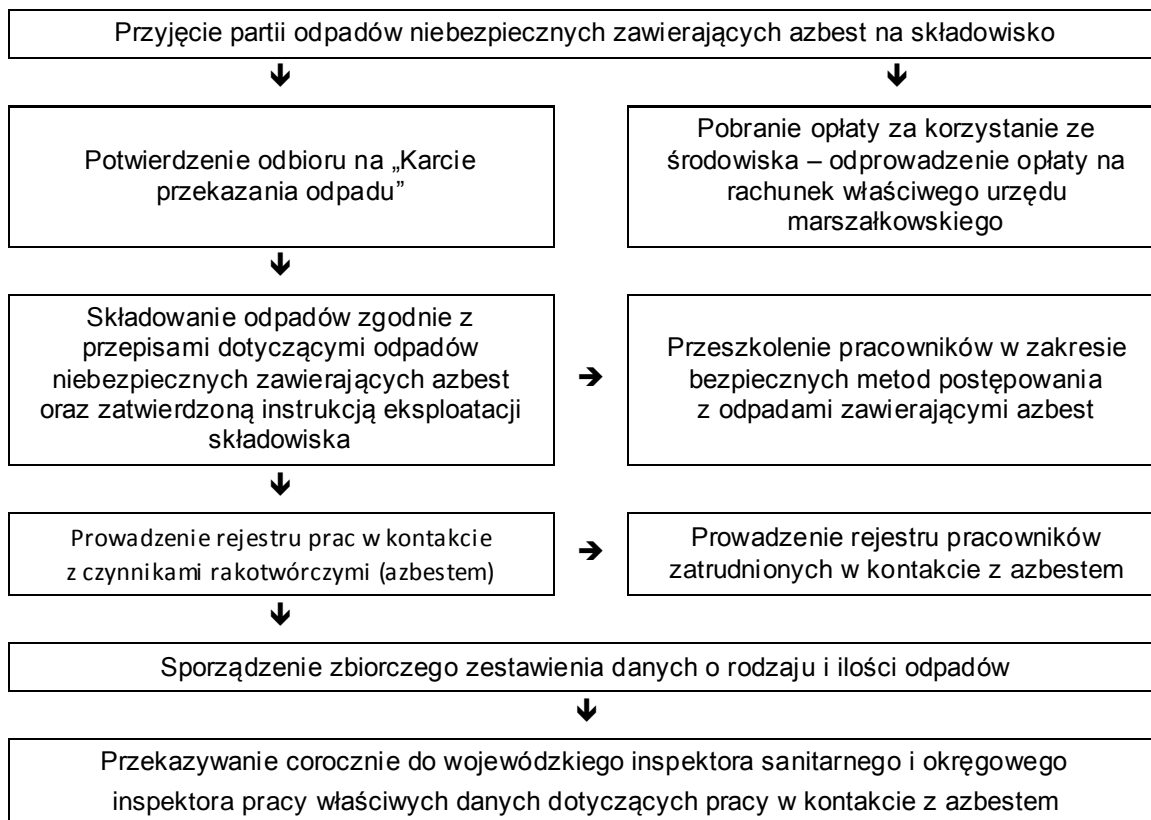 Przyjęcie partii odpadów niebezpiecznych zawierających azbest na składowisko
Potwierdzenie odbioru na „Karcie
przekazania odpadu”
Pobranie opłaty za korzystanie ze
środowiska – odprowadzenie opłaty na
rachunek właściwego urzędu
marszałkowskiego
Składowanie odpadów zgodnie z
przepisami dotyczącymi odpadów
niebezpiecznych zawierających azbest
oraz zatwierdzoną instrukcją eksploatacji
składowiska
Przeszkolenie pracowników w zakresie
bezpiecznych metod postępowania
z odpadami zawierającymi azbest
Prowadzenie rejestru prac w kontakcie
z czynnikami rakotwórczymi (azbestem)
Prowadzenie rejestru pracowników
zatrudnionych w kontakcie z azbestem
Sporządzenie zbiorczego zestawienia danych o rodzaju i ilości odpadów
Przekazywanie corocznie do wojewódzkiego inspektora sanitarnego i okręgowego
inspektora pracy właściwych danych dotyczących pracy w kontakcie z azbestem